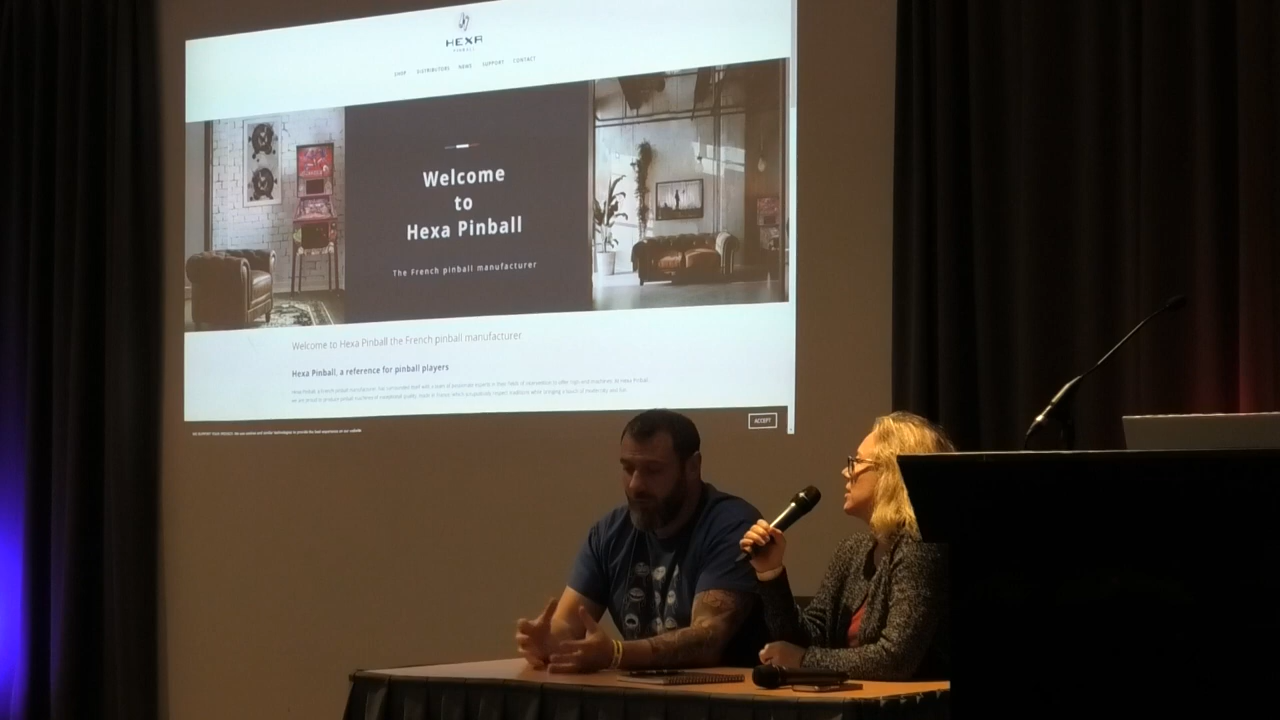 HEXA
PINBALL
SHOP DISTRIBUTORS NEWS SUPPORT CONTACT
Welcome
to
Hexa Pinball
The French pinball manufacturer
Welcome to Hexa Pinball the French pinball manufacturer
Hexa Pinball, a reference for pinball players
ACCEPT